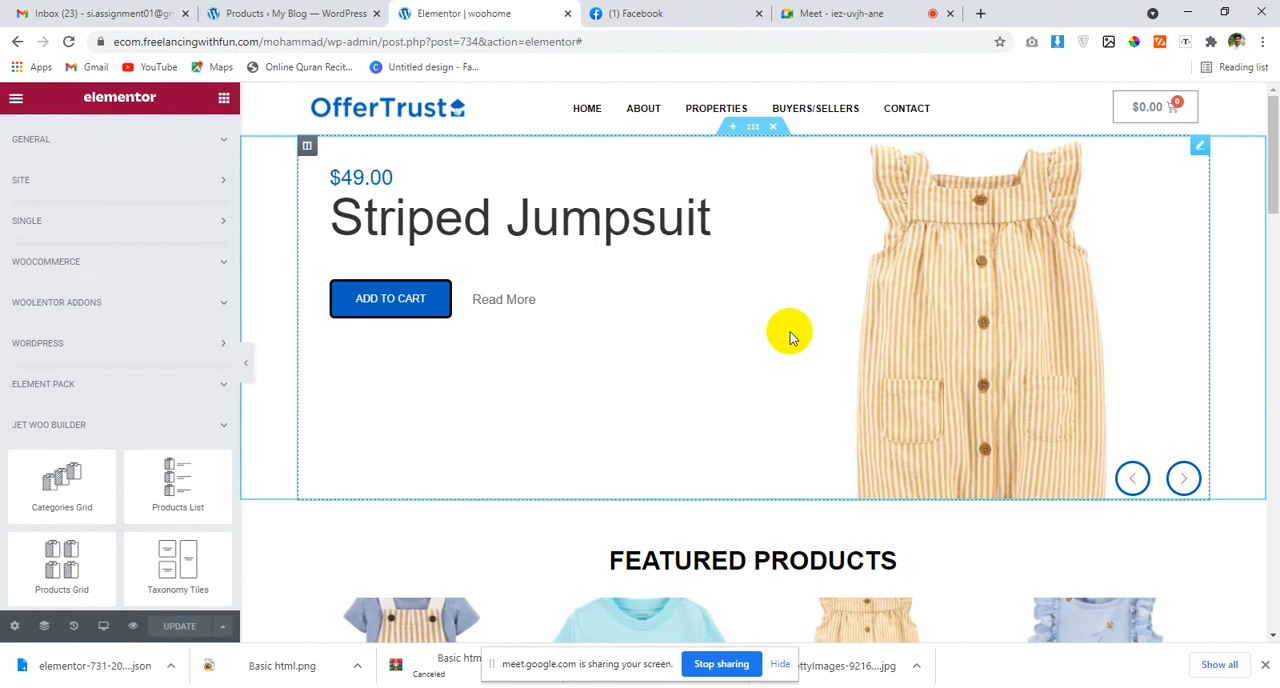 Inbox (23) - si.assignment01@gn
Products ‹ My Blog — WordPress
Elementor | woohome
(1) Facebook
Meet - iez-uvjh-ane
ecom.freelancingwithfun.com/mohammad/wp-admin/post.php?post=734&action=elementor#
Apps
Gmail
YouTube
Maps
Online Quran Recit...
Untitled design - Fa...
Reading list
elementor
GENERAL
SITE
SINGLE
WOOCOMMERCE
WOOLENTOR ADDONS
WORDPRESS
ELEMENT PACK
JET WOO BUILDER
Categories Grid
Products List
Products Grid
Taxonomy Tiles
UPDATE
OfferTrust
HOME
ABOUT
PROPERTIES
BUYERS/SELLERS
CONTACT
$0.00
0
$49.00
Striped Jumpsuit
ADD TO CART
Read More
FEATURED PRODUCTS
elementor-731-20....json
Basic html.png
Basic htm
Canceled
meet.google.com is sharing your screen.
Stop sharing
Hide
ettyImages-9216....jpg
Show all